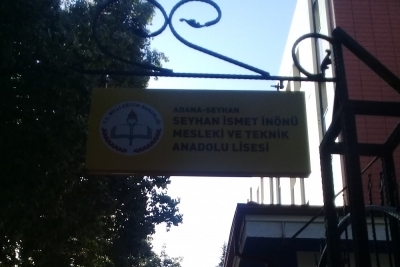 ADANA-SEYHAN
SEYHAN İSMET İNÖNÜ
MESLEKİ VE TEKNİK
ANADOLU LİSESİ